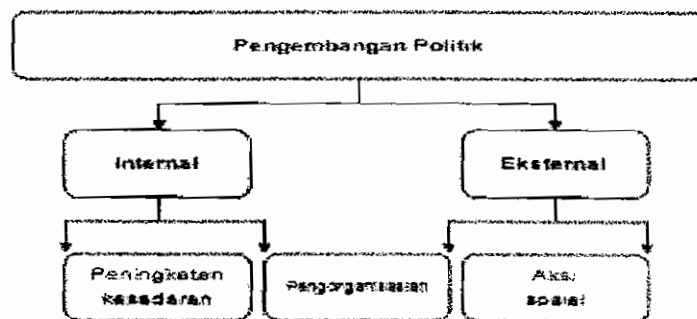 Pengembangan Politik
Internal
Eksternal
Peningkatan
kesadaran
Pengorganisasian
Aksi
sosial